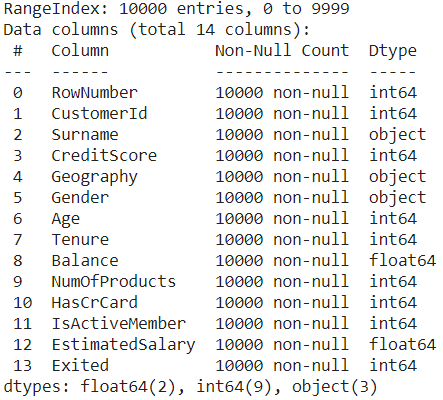 RangeIndex: 10000 entries, 0 to 9999
Data columns (total 14 columns):
 #   Column           Non-Null Count  Dtype
---  ------           --------------  -----
 0   RowNumber        10000 non-null  int64
 1   CustomerId       10000 non-null  int64
 2   Surname          10000 non-null  object
 3   CreditScore      10000 non-null  int64
 4   Geography        10000 non-null  object
 5   Gender           10000 non-null  object
 6   Age              10000 non-null  int64
 7   Tenure           10000 non-null  int64
 8   Balance          10000 non-null  float64
 9   NumOfProducts    10000 non-null  int64
 10  HasCrCard        10000 non-null  int64
 11  IsActiveMember   10000 non-null  int64
 12  EstimatedSalary  10000 non-null  float64
 13  Exited           10000 non-null  int64
dtypes: float64(2), int64(9), object(3)